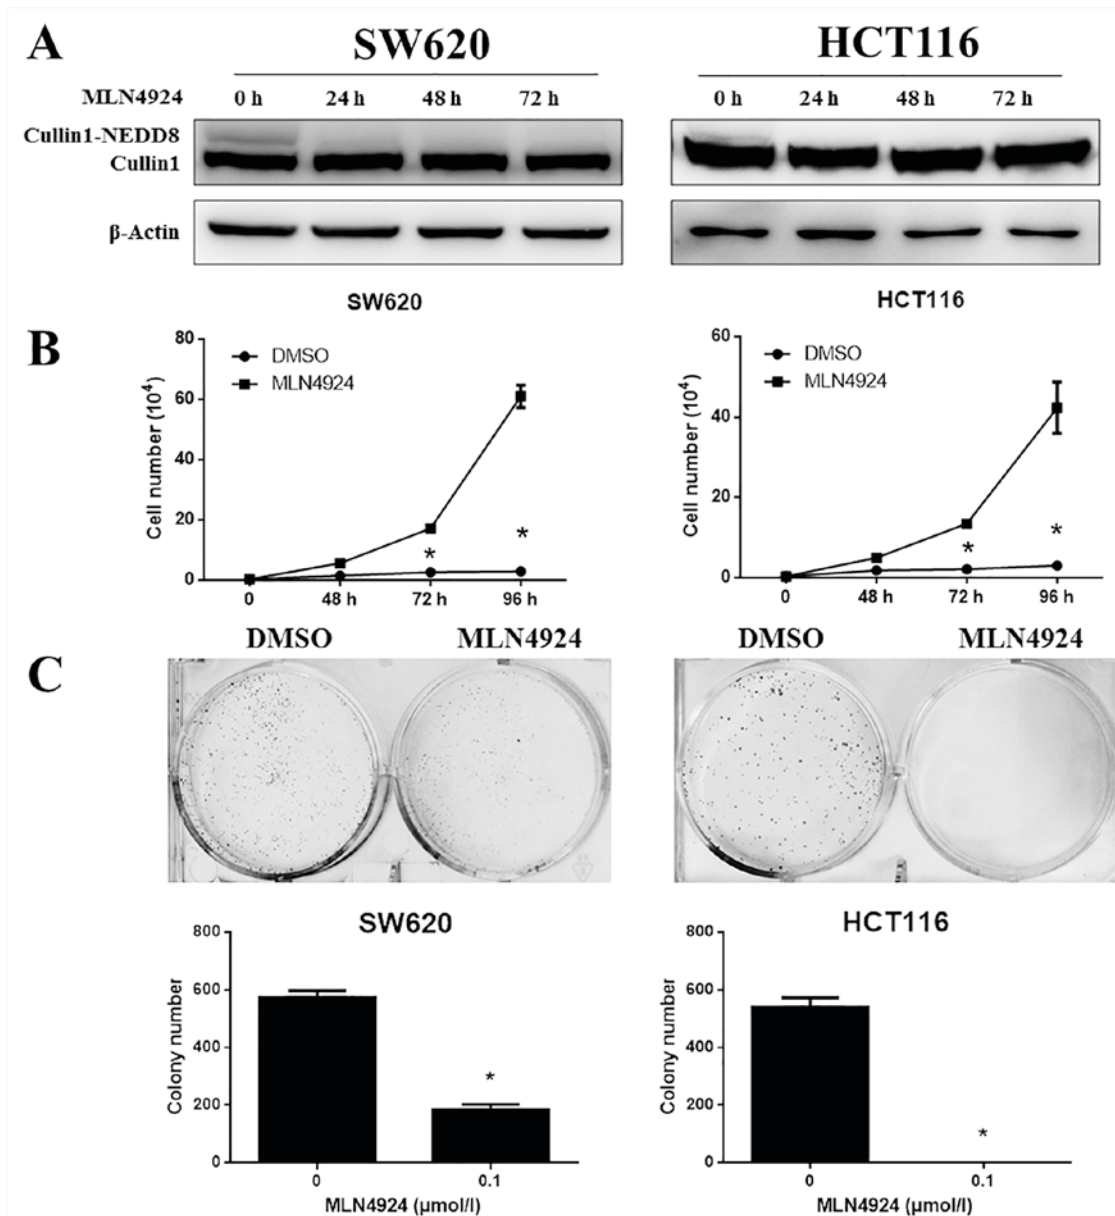 A
SW620
HCT116
MLN4924 0 h 24 h 48 h 72 h
0 h 24 h 48 h 72 h
Cullin1-NEDD8
Cullin1
β-Actin
B
SW620
Cell number (10⁴)
80
60
40
20
0
DMSO
MLN4924
* *
0 48 h 72 h 96 h
HCT116
Cell number (10⁴)
60
40
20
0
DMSO
MLN4924
* *
0 48 h 72 h 96 h
C
DMSO MLN4924
DMSO MLN4924
SW620
Colony number
800
600
400
200
0
*
0 0.1
MLN4924 (μmol/l)
HCT116
Colony number
800
600
400
200
0
*
0 0.1
MLN4924 (μmol/l)